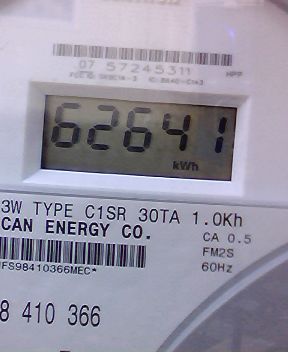 07 57245311 HPP
62641
kWh
3W TYPE C1SR 30TA 1.0Kh
CAN ENERGY CO. CA 0.5
FM2S
FS98410366MEC* 60Hz
8 410 366